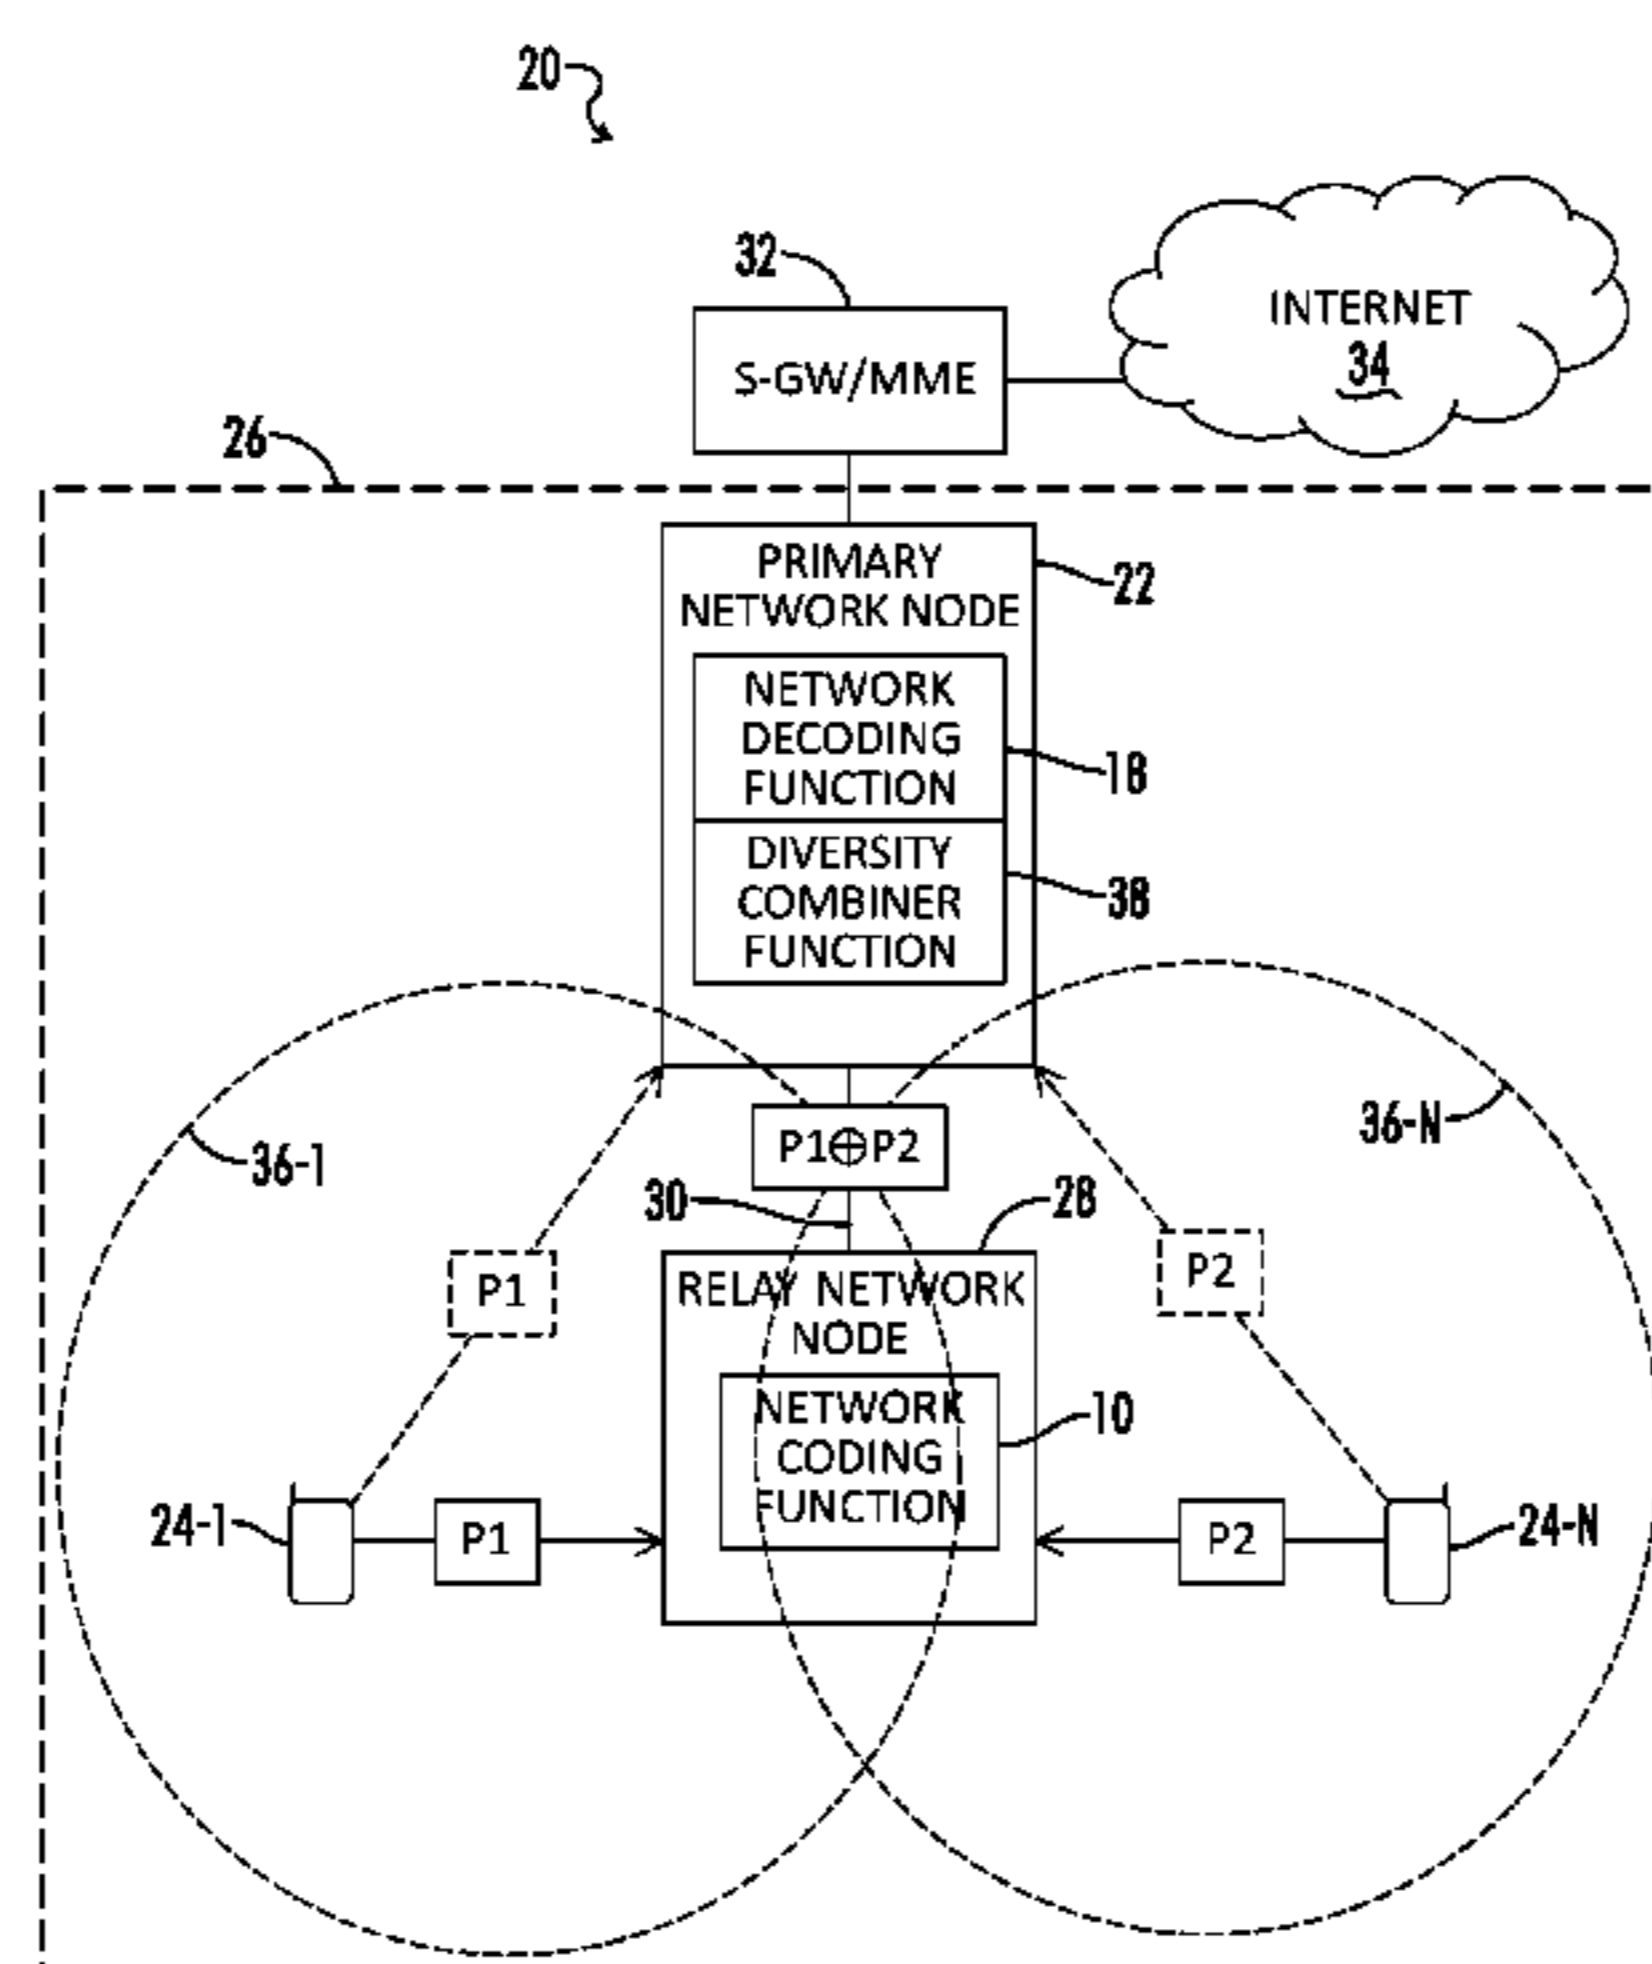 20
32
INTERNET
34
S-GW/MME
26
PRIMARY
NETWORK NODE
22
NETWORK
DECODING
FUNCTION
18
DIVERSITY
COMBINER
FUNCTION
38
36-1
36-N
P1⊕P2
30
28
P1
P2
RELAY NETWORK
NODE
NETWORK
CODING
FUNCTION
10
24-1
P1
P2
24-N